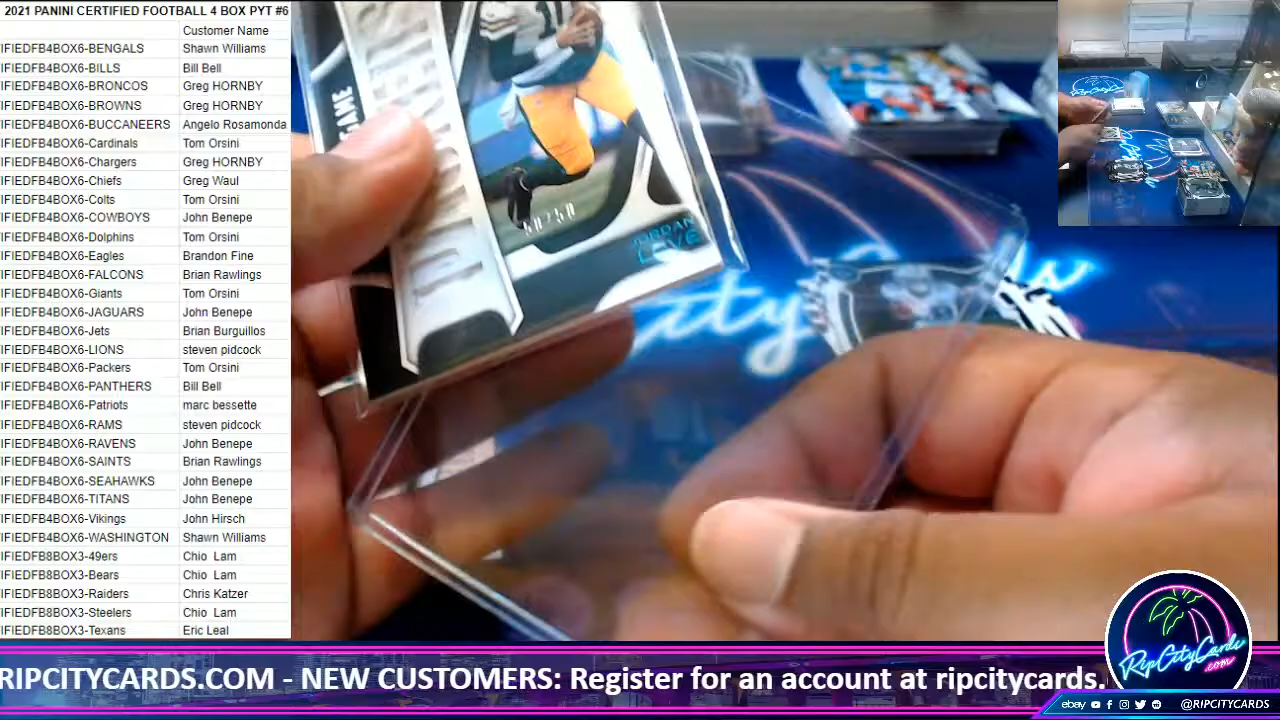 2021 PANINI CERTIFIED FOOTBALL 4 BOX PYT #6
Customer Name
IFIEDFB4BOX6-BENGALS Shawn Williams
IFIEDFB4BOX6-BILLS Bill Bell
IFIEDFB4BOX6-BRONCOS Greg HORNBY
IFIEDFB4BOX6-BROWNS Greg HORNBY
IFIEDFB4BOX6-BUCCANEERS Angelo Rosamonda
IFIEDFB4BOX6-Cardinals Tom Orsini
IFIEDFB4BOX6-Chargers Greg HORNBY
IFIEDFB4BOX6-Chiefs Greg Waul
IFIEDFB4BOX6-Colts Tom Orsini
IFIEDFB4BOX6-COWBOYS John Benepe
IFIEDFB4BOX6-Dolphins Tom Orsini
IFIEDFB4BOX6-Eagles Brandon Fine
IFIEDFB4BOX6-FALCONS Brian Rawlings
IFIEDFB4BOX6-Giants Tom Orsini
IFIEDFB4BOX6-JAGUARS John Benepe
IFIEDFB4BOX6-Jets Brian Burguillos
IFIEDFB4BOX6-LIONS steven pidcock
IFIEDFB4BOX6-Packers Tom Orsini
IFIEDFB4BOX6-PANTHERS Bill Bell
IFIEDFB4BOX6-Patriots marc bessette
IFIEDFB4BOX6-RAMS steven pidcock
IFIEDFB4BOX6-RAVENS John Benepe
IFIEDFB4BOX6-SAINTS Brian Rawlings
IFIEDFB4BOX6-SEAHAWKS John Benepe
IFIEDFB4BOX6-TITANS John Benepe
IFIEDFB4BOX6-Vikings John Hirsch
IFIEDFB4BOX6-WASHINGTON Shawn Williams
IFIEDFB8BOX3-49ers Chio Lam
IFIEDFB8BOX3-Bears Chio Lam
IFIEDFB8BOX3-Raiders Chris Katzer
IFIEDFB8BOX3-Steelers Chio Lam
IFIEDFB8BOX3-Texans Eric Leal
GAME
JORDAN
LOVE
City
RIPCITYCARDS.COM - NEW CUSTOMERS: Register for an account at ripcitycards.
RipCityCards
.com
ebay @RIPCITYCARDS